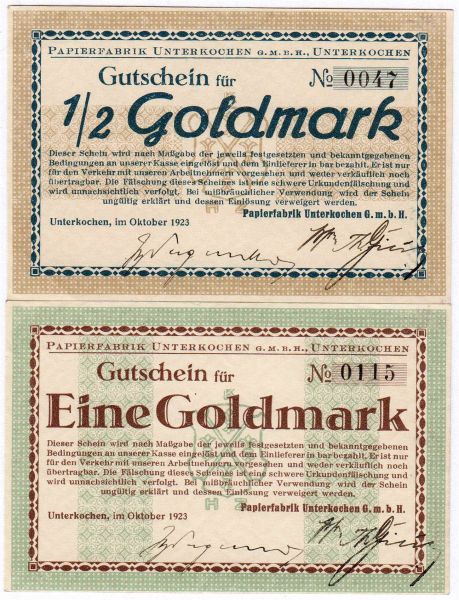 PAPIERFABRIK UNTERKOCHEN G.M.B.H., UNTERKOCHEN
Gutschein für No 0047
1/2 Goldmark
Dieser Schein wird nach Maßgabe der jeweils festgesetzten und bekanntgegebenen
Bedingungen an unserer Kasse eingelöst und dem Einlieferer in bar bezahlt. Er ist nur
für den Verkehr mit unseren Arbeitnehmern vorgesehen und weder verkäuflich noch
übertragbar. Die Fälschung dieses Scheines ist eine schwere Urkundenfälschung und
wird unnachsichtlich verfolgt. Bei mißbräuchlicher Verwendung wird der Schein
ungültig erklärt und dessen Einlösung verweigert werden.
Unterkochen, im Oktober 1923 Papierfabrik Unterkochen G.m.b.H.
PAPIERFABRIK UNTERKOCHEN G.M.B.H., UNTERKOCHEN
Gutschein für No 0115
Eine Goldmark
Dieser Schein wird nach Maßgabe der jeweils festgesetzten und bekanntgegebenen
Bedingungen an unserer Kasse eingelöst und dem Einlieferer in bar bezahlt. Er ist nur
für den Verkehr mit unseren Arbeitnehmern vorgesehen und weder verkäuflich noch
übertragbar. Die Fälschung dieses Scheines ist eine schwere Urkundenfälschung und
wird unnachsichtlich verfolgt. Bei mißbräuchlicher Verwendung wird der Schein
ungültig erklärt und dessen Einlösung verweigert werden.
Unterkochen, im Oktober 1923 Papierfabrik Unterkochen G.m.b.H.